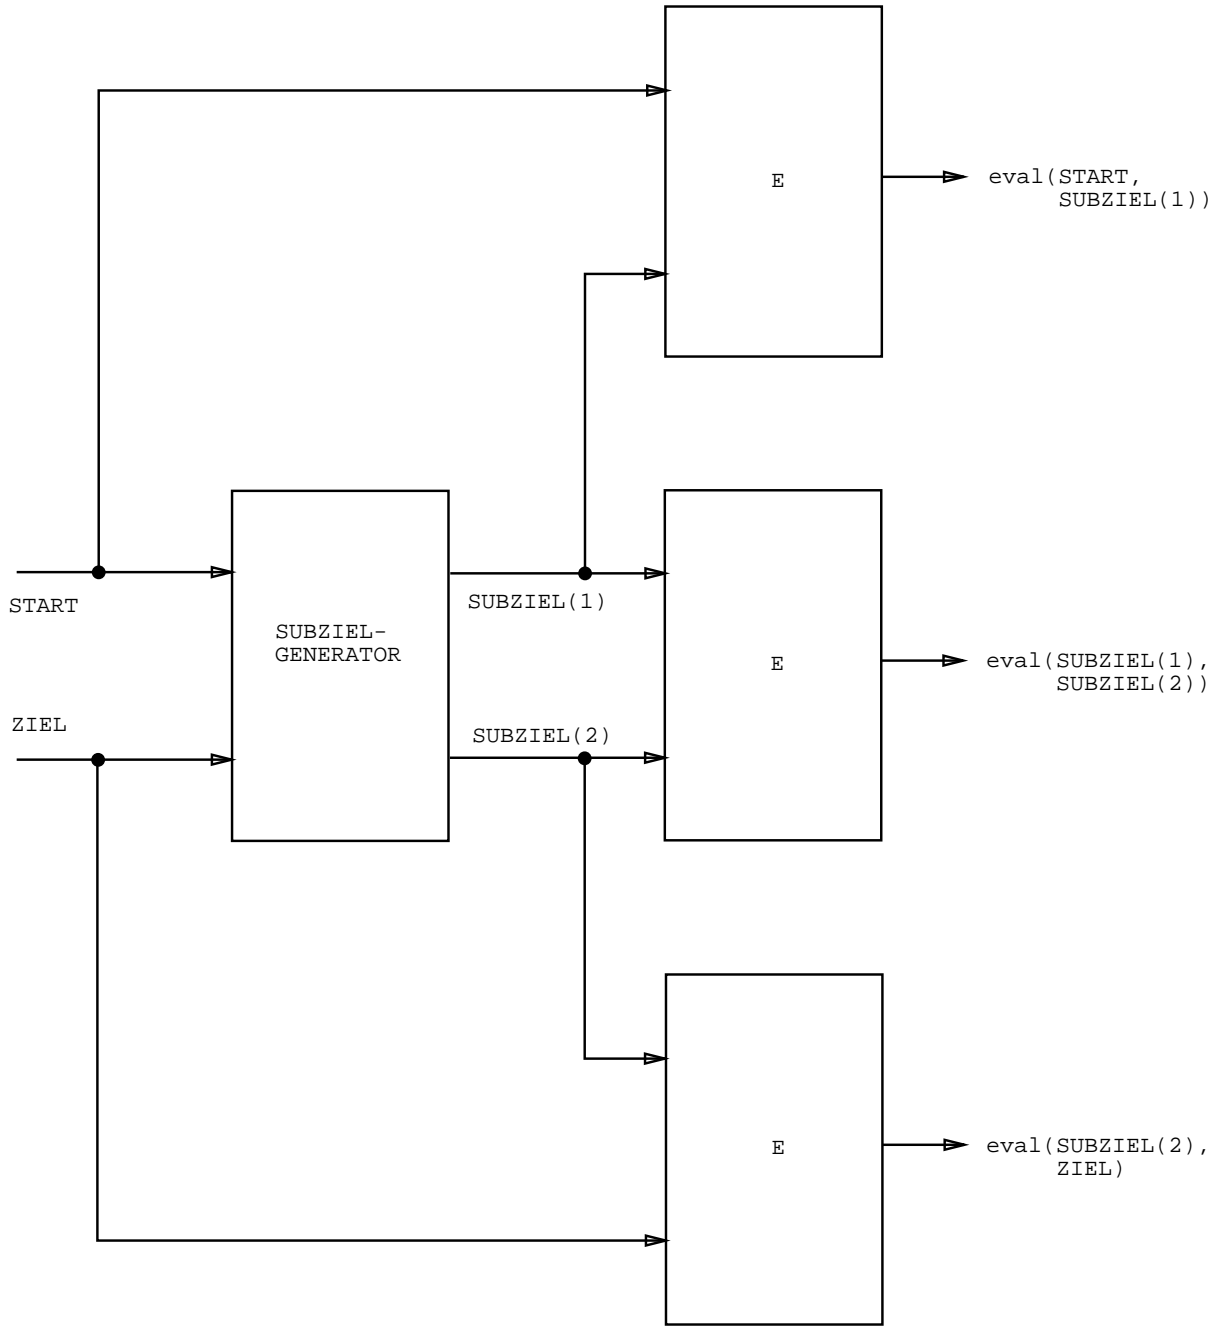 E
eval(START,
SUBZIEL(1))
START
SUBZIEL-
GENERATOR
SUBZIEL(1)
E
eval(SUBZIEL(1),
SUBZIEL(2))
ZIEL
SUBZIEL(2)
E
eval(SUBZIEL(2),
ZIEL)